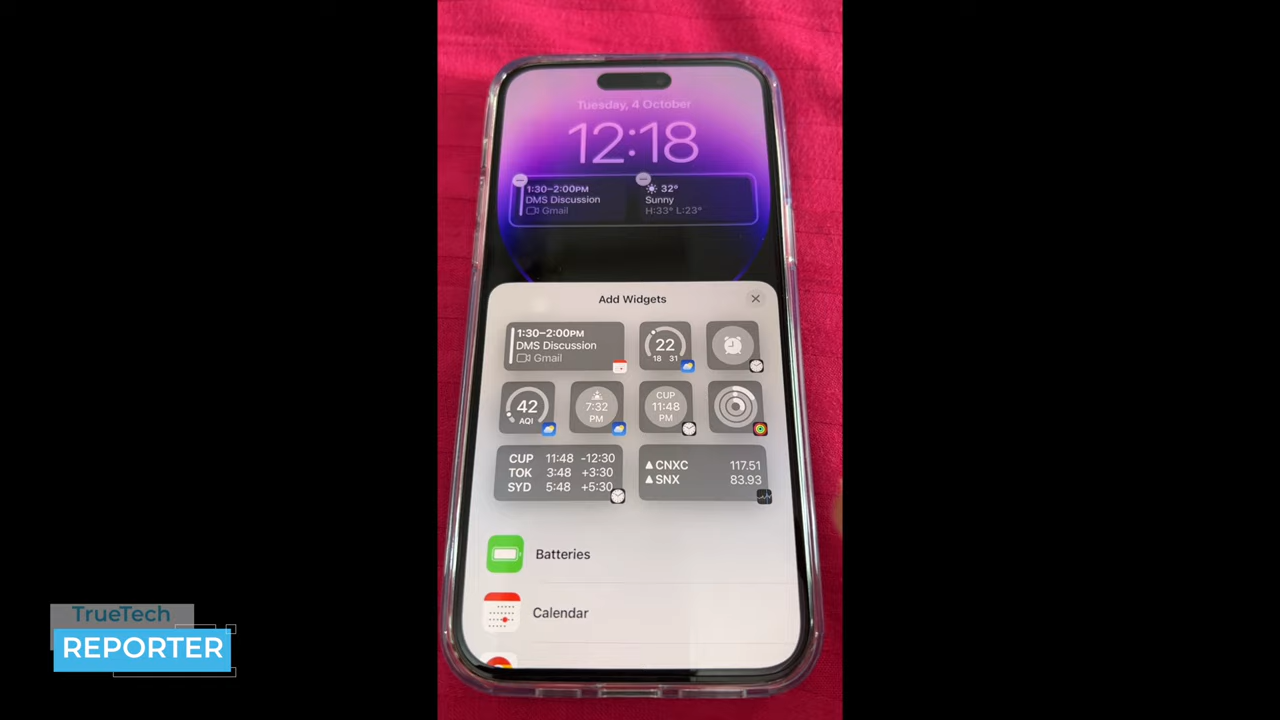 Tuesday, 4 October
12:18
1:30–2:00PM
DMS Discussion
Gmail
32°
Sunny
H:33° L:23°
Add Widgets
1:30–2:00PM
DMS Discussion
Gmail
22
18 31
42
AQI
7:32
PM
CUP
11:48
PM
CUP 11:48 -12:30
TOK 3:48 +3:30
SYD 5:48 +5:30
CNXC 117.51
SNX 83.93
Batteries
Calendar
TrueTech
REPORTER